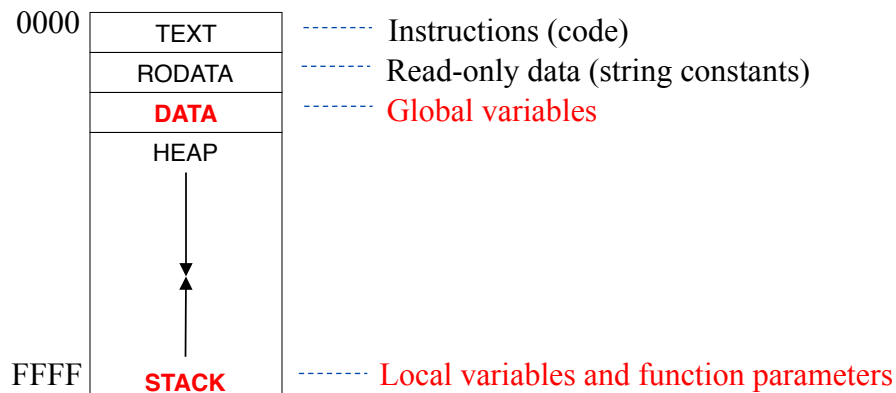 0000 TEXT Instructions (code)
RODATA Read-only data (string constants)
DATA Global variables
HEAP
FFFF STACK Local variables and function parameters